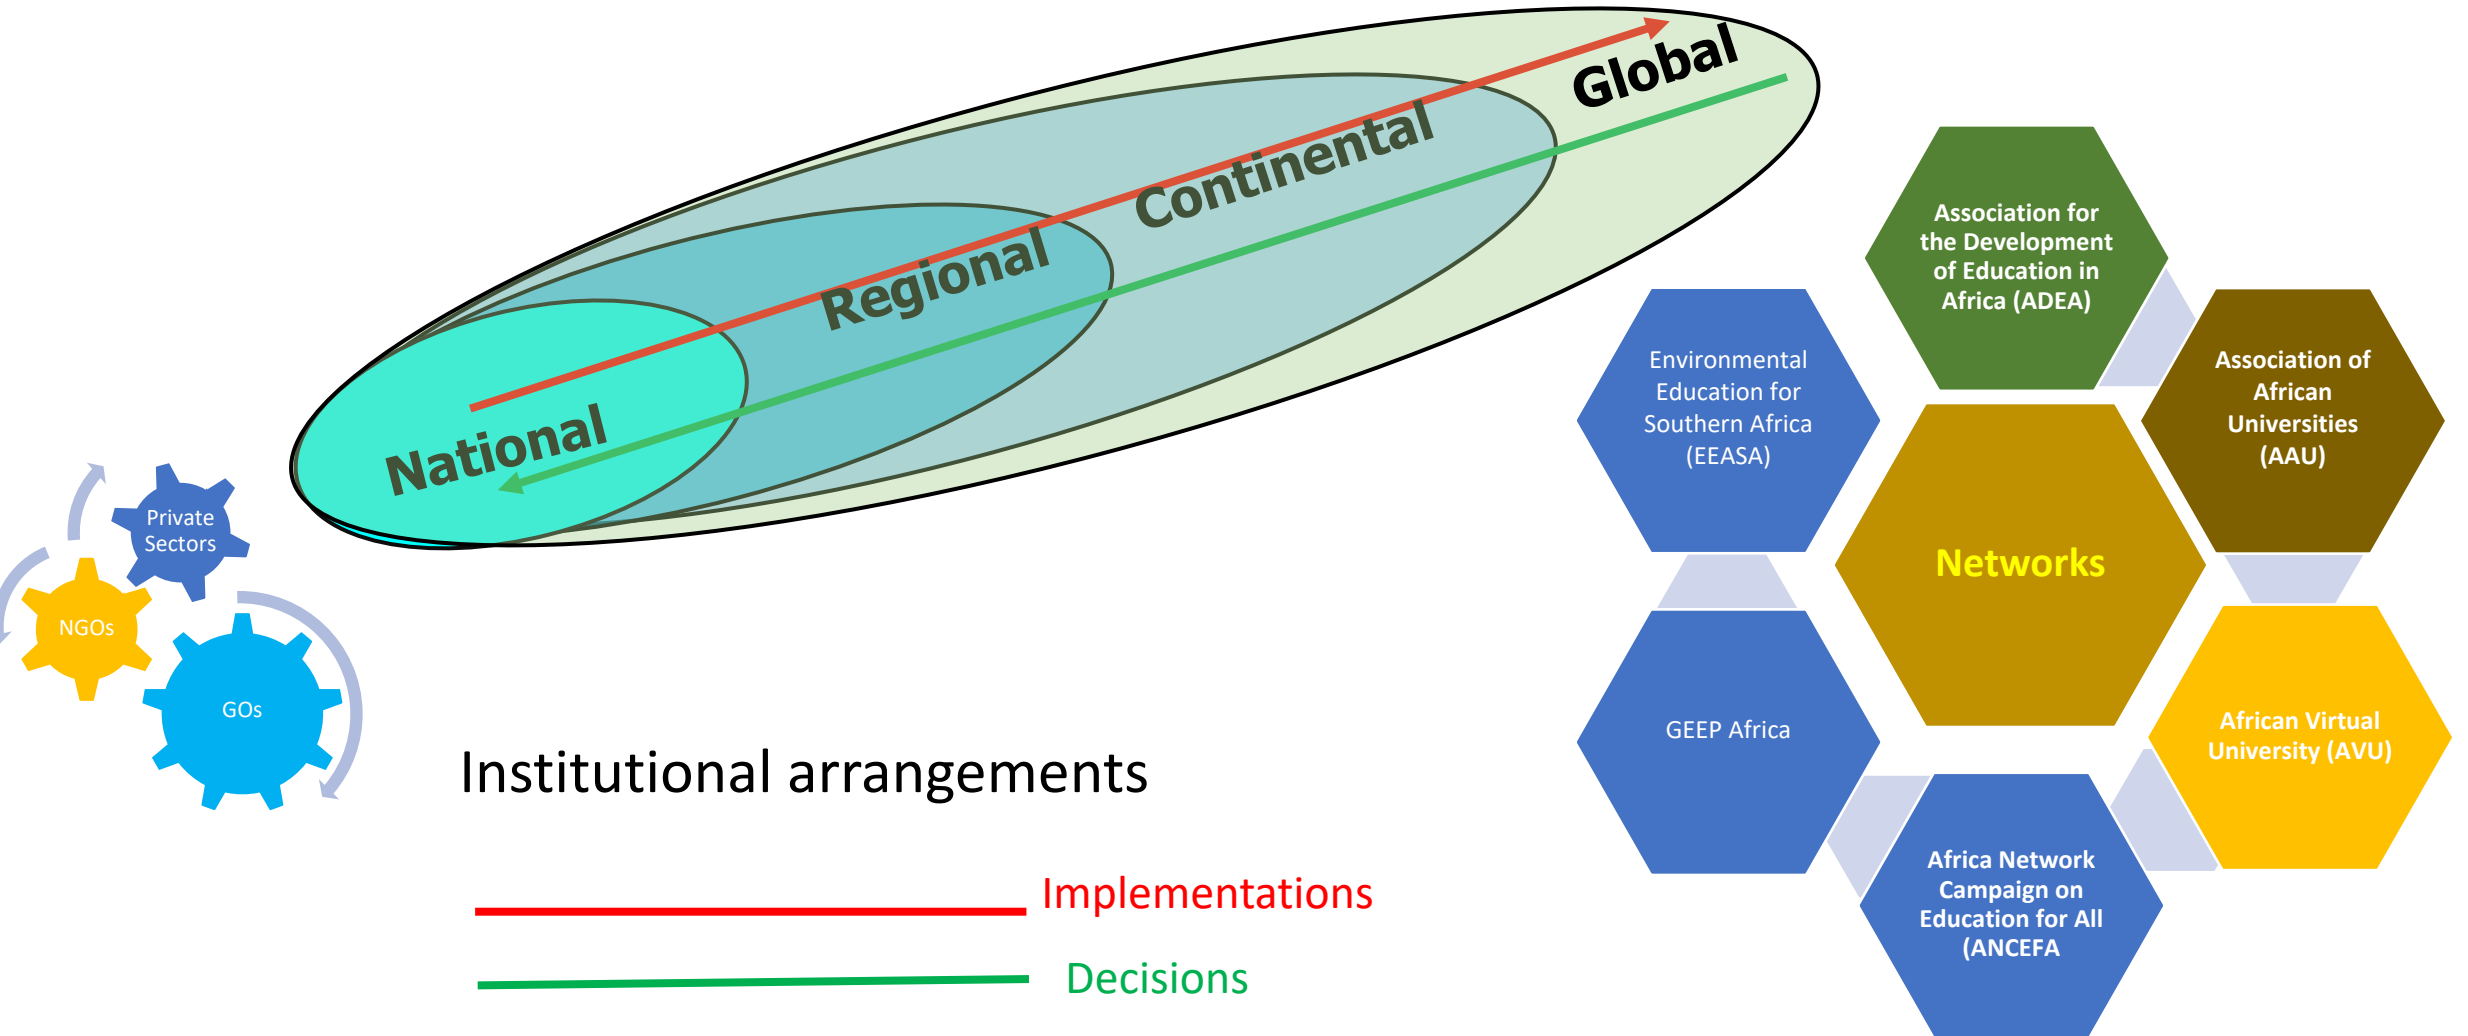 Global
Continental
Regional
National
Private
Sectors
NGOs
GOs
Institutional arrangements
Implementations
Decisions
Association for
the Development
of Education in
Africa (ADEA)
Environmental
Education for
Southern Africa
(EEASA)
Association of
African
Universities
(AAU)
Networks
GEEP Africa
African Virtual
University (AVU)
Africa Network
Campaign on
Education for All
(ANCEFA